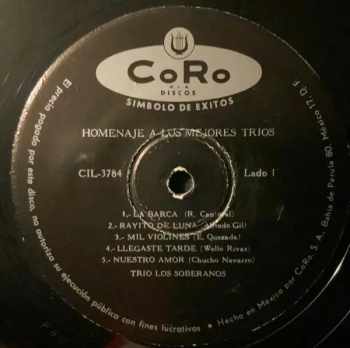 CoRo
DISCOS
SIMBOLO DE EXITOS
HOMENAJE A LOS MEJORES TRIOS
CIL-3784 Lado 1
1.- LA BARCA (R. Cantoral)
2.- RAYITO DE LUNA (Alfredo Gil)
3.- MIL VIOLINES (E. Quezada)
4.- LLEGASTE TARDE (Wello Rivas)
5.- NUESTRO AMOR (Chucho Navarro)
TRIO LOS SOBERANOS
El precio pagado por este disco, no autoriza su ejecución pública con fines lucrativos • Hecho en Mexico por CoRo, S. A., Bahia de Perula 80, México 17, D. F.